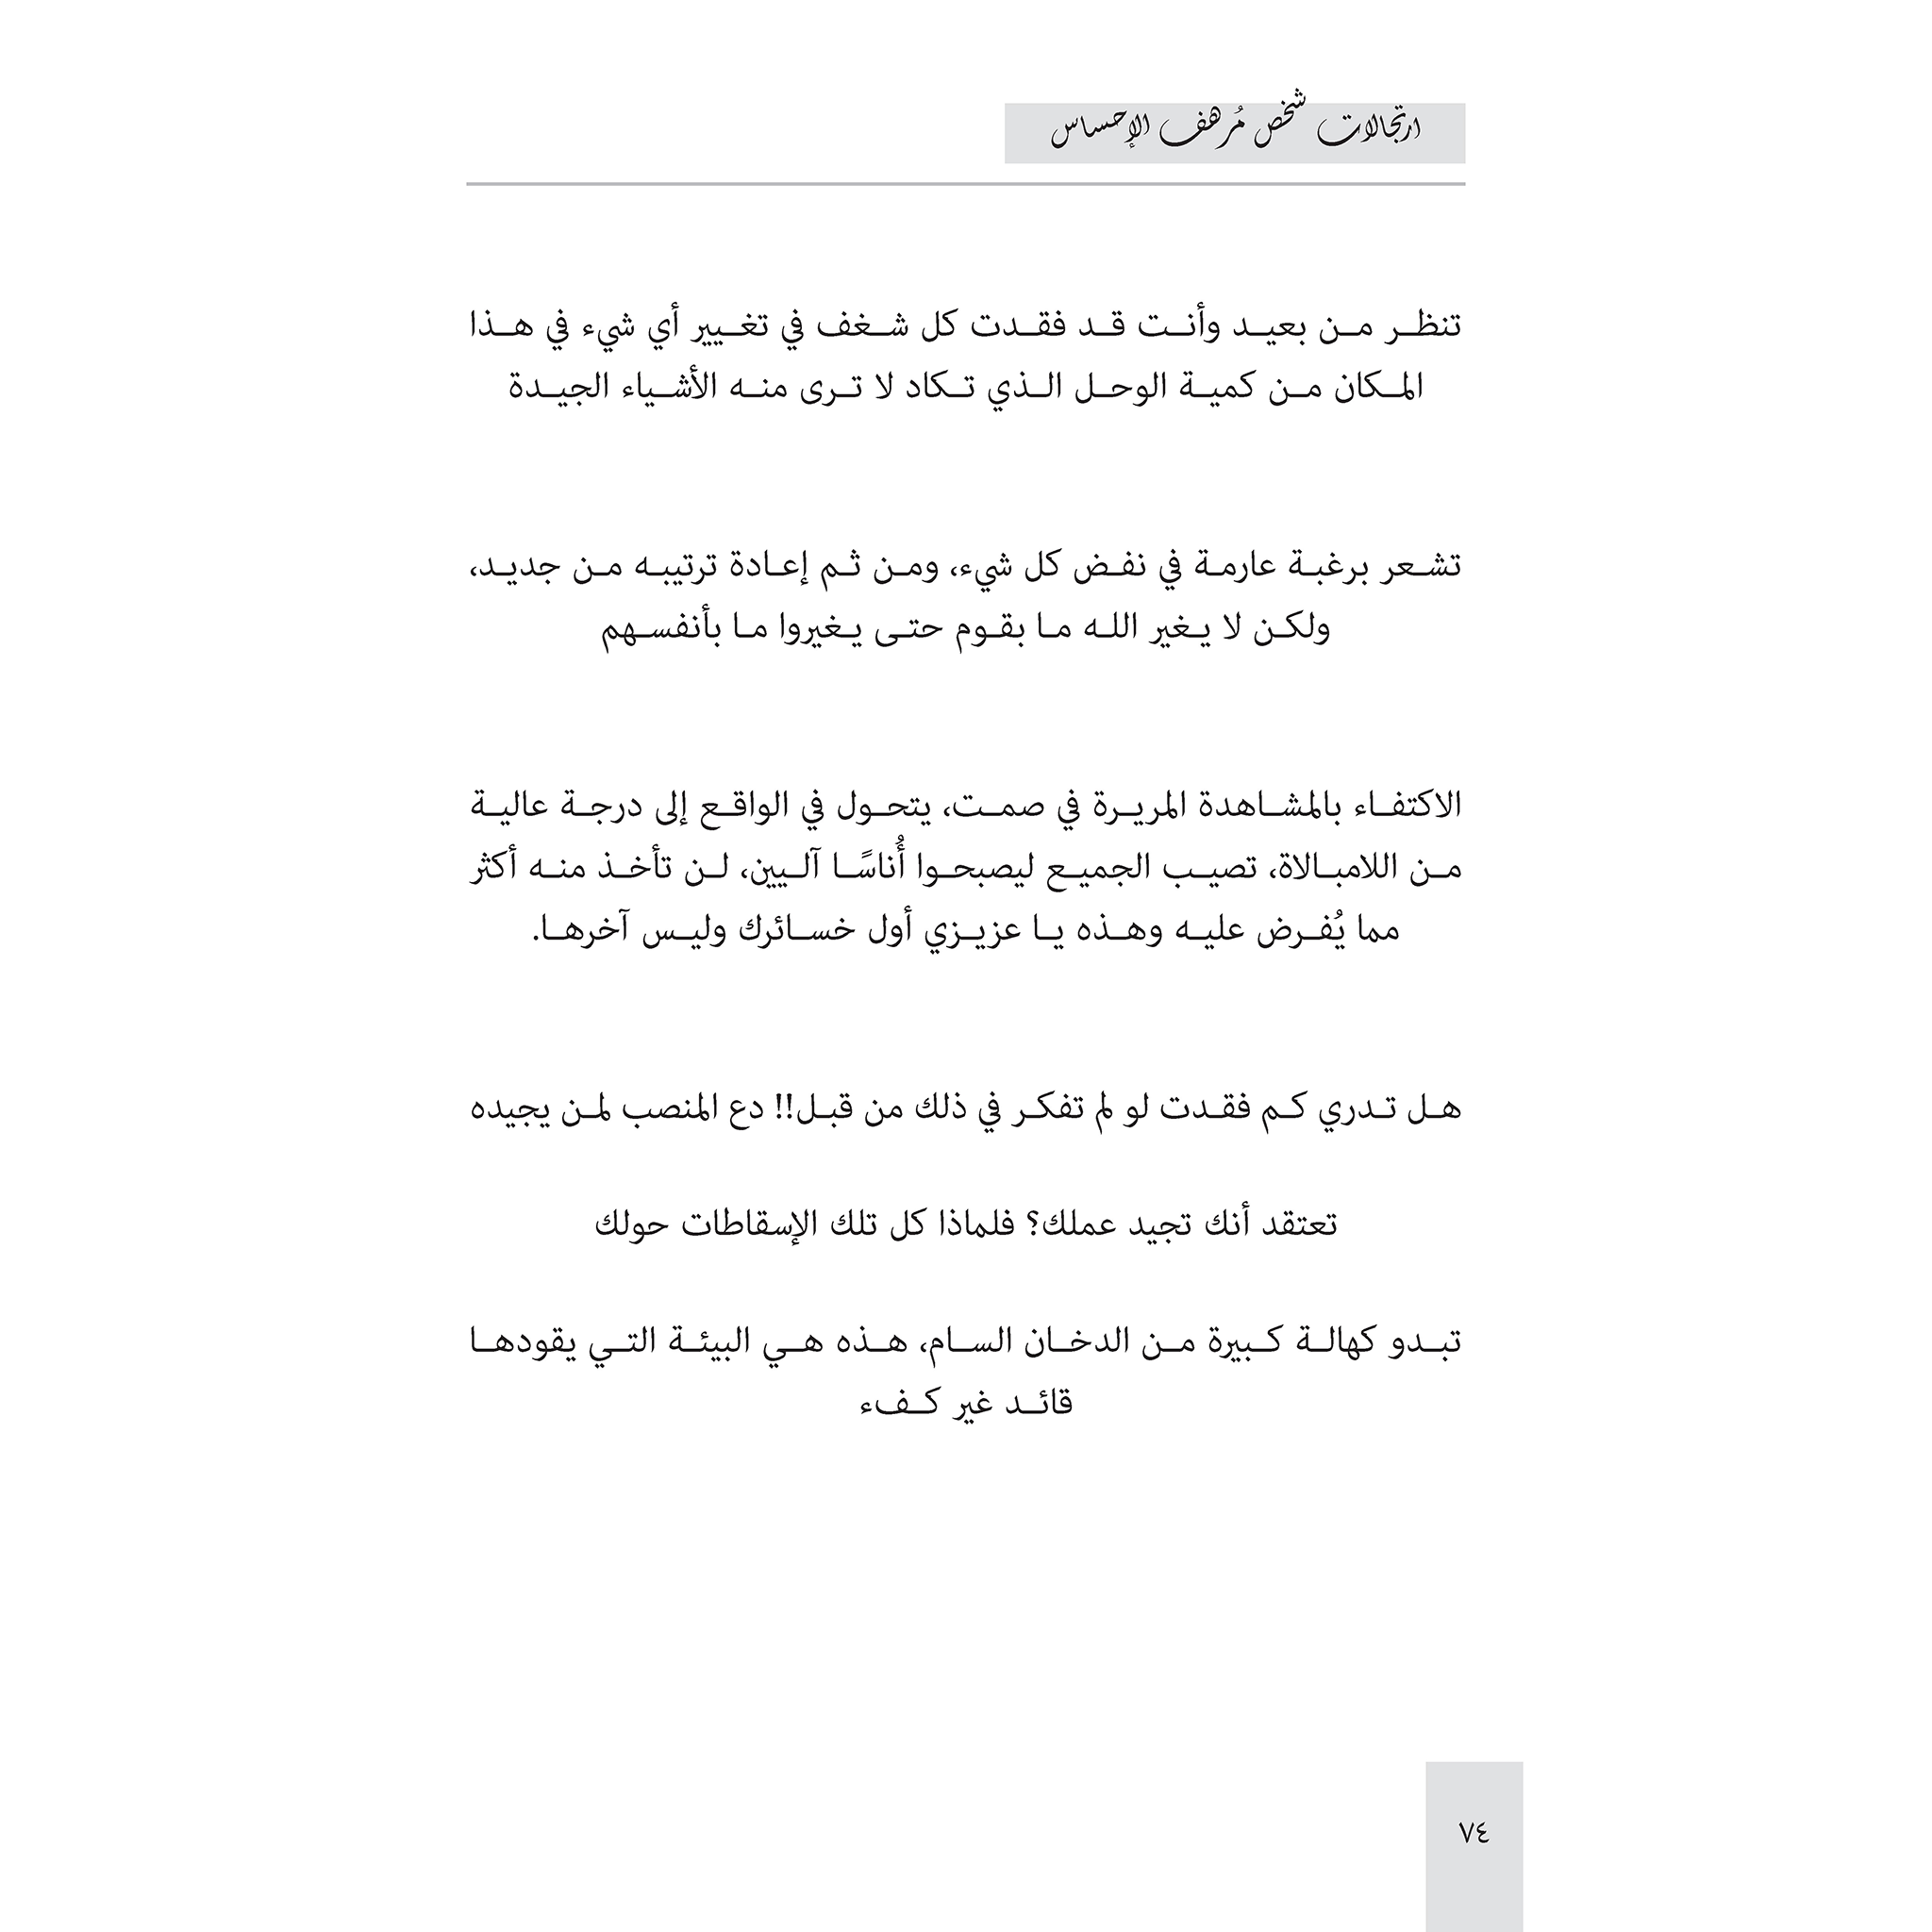 ارتجالات شخص مُرهف الإحساس
تنظر من بعيد وأنت قد فقدت كل شغف في تغيير أي شيء في هذا
المكان من كمية الوحل الذي تكاد لا ترى منه الأشياء الجيدة
تشعر برغبة عارمة في نفض كل شيء، ومن ثم إعادة ترتيبه من جديد،
ولكن لا يغير الله ما بقوم حتى يغيروا ما بأنفسهم
الاكتفاء بالمشاهدة المريرة في صمت، يتحول في الواقع إلى درجة عالية
من اللامبالاة، تصيب الجميع ليصبحوا أُناسًا آليين، لن تأخذ منه أكثر
مما يُفرض عليه وهذه يا عزيزي أول خسائرك وليس آخرها.
هل تدري كم فقدت لو لم تفكر في ذلك من قبل!! دع المنصب لمن يجيده
تعتقد أنك تجيد عملك؟ فلماذا كل تلك الإسقاطات حولك
تبدو كهالة كبيرة من الدخان السام، هذه هي البيئة التي يقودها
قائد غير كفء
٧٤